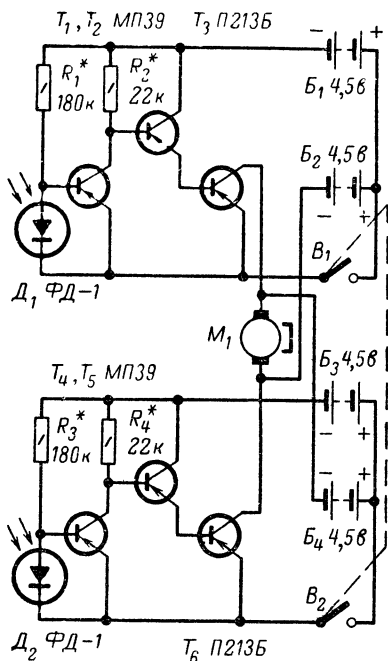 T₁, T₂ МП39 T₃ П213Б
R₁* 180к
R₂* 22к
− +
Б₁ 4,5в
Б₂ 4,5в
− +
В₁
Д₁ ФД-1
М₁
T₄, T₅ МП39
Б₃ 4,5в
R₃* 180к
R₄* 22к
− +
− +
Б₄ 4,5в
В₂
Д₂ ФД-1
T₆ П213Б